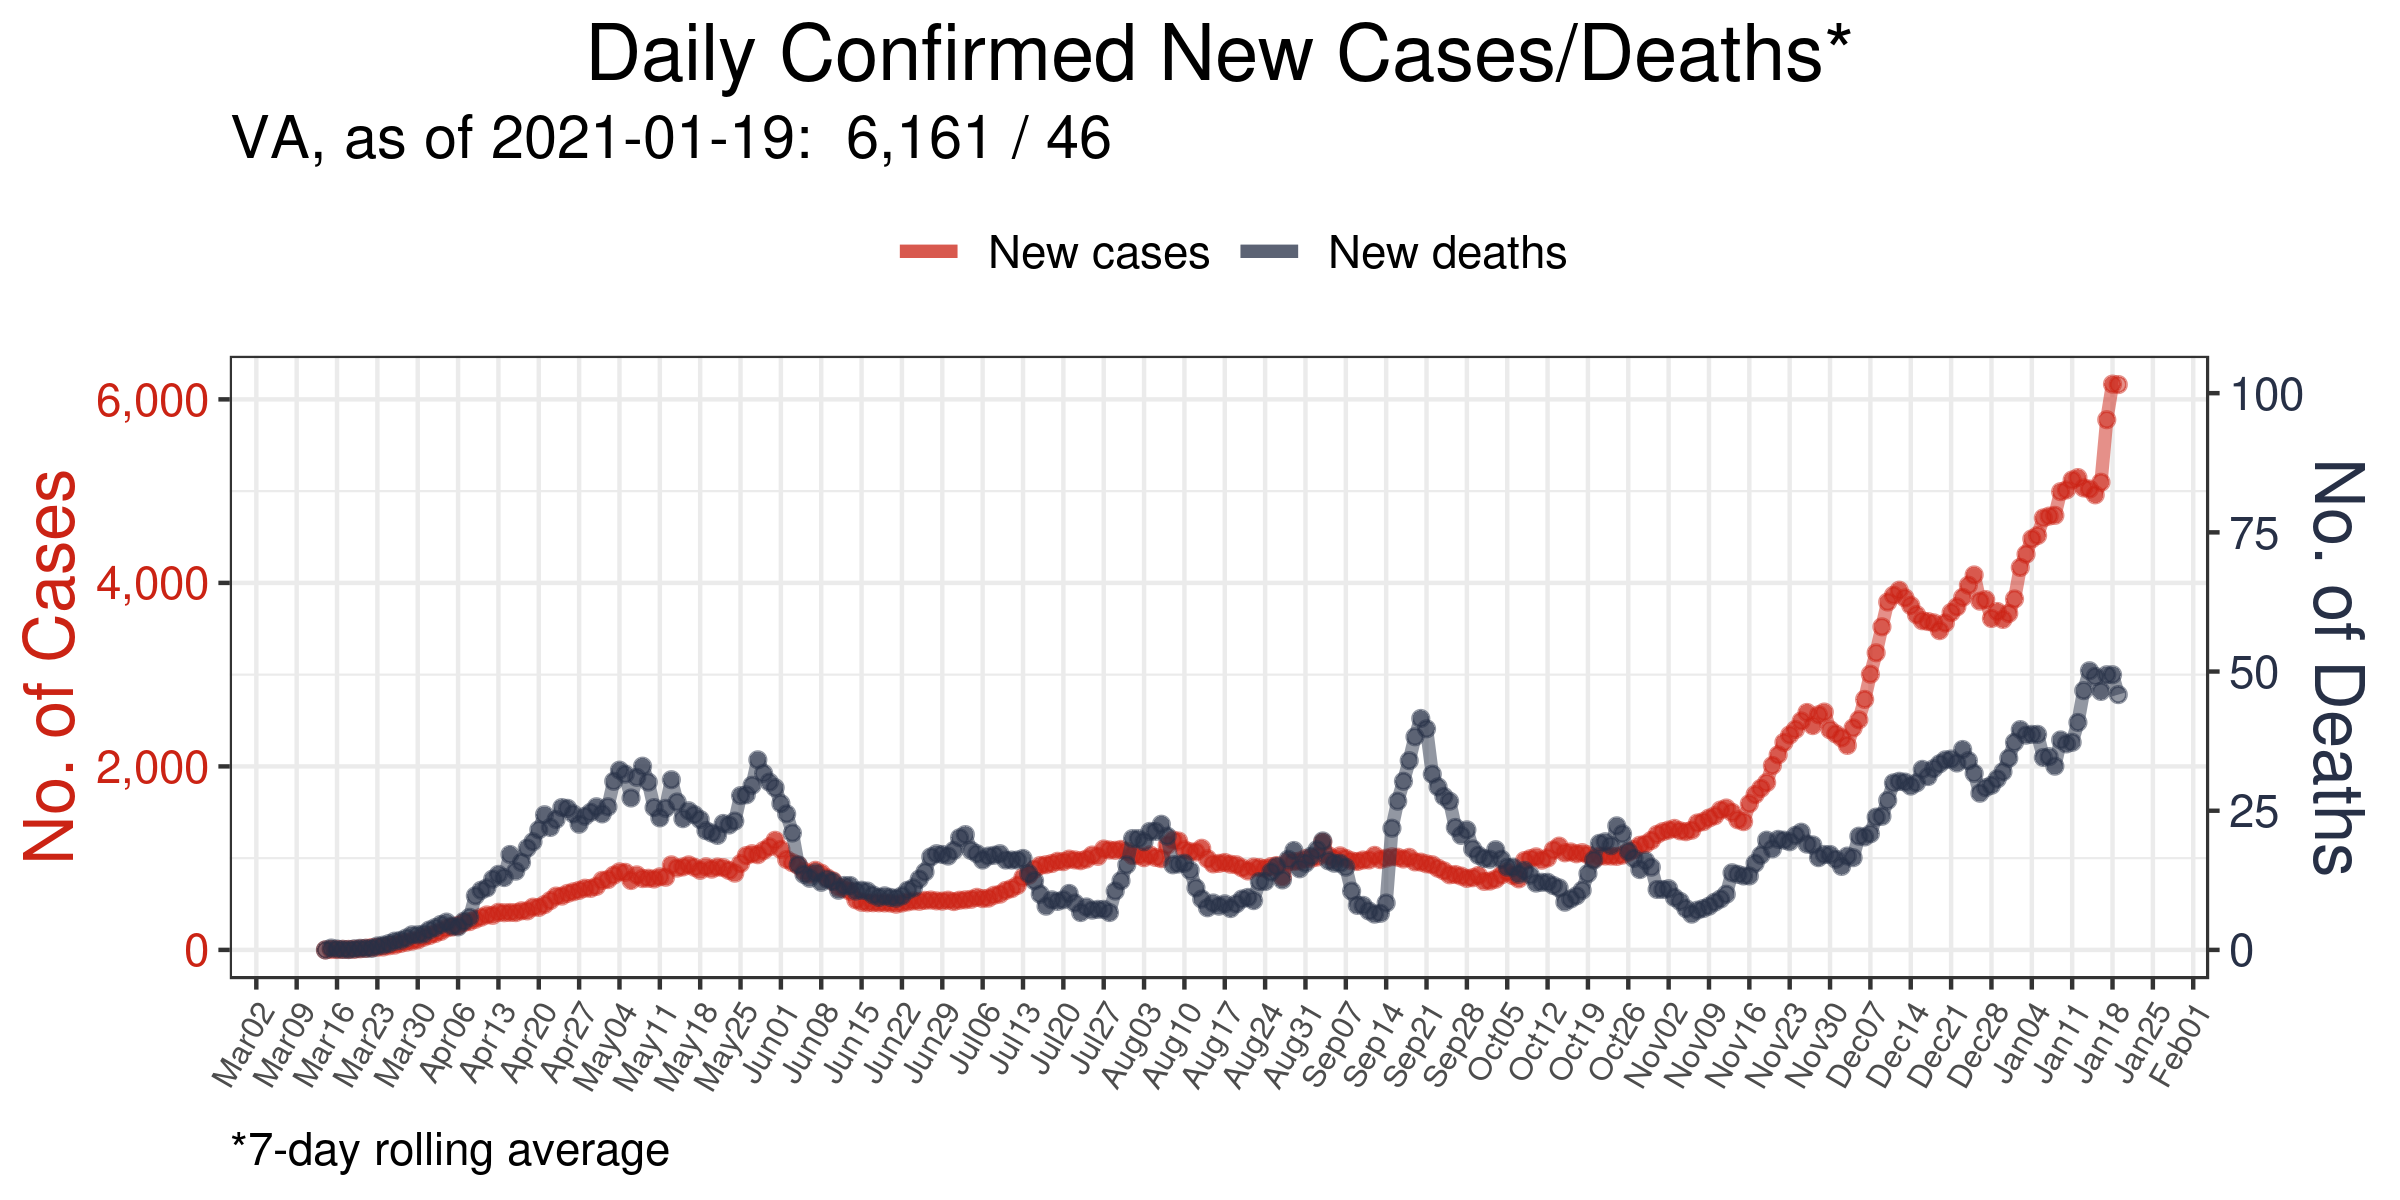 Daily Confirmed New Cases/Deaths*
VA, as of 2021-01-19:  6,161 / 46
New cases
New deaths
No. of Cases
6,000
4,000
2,000
0
100
75
50
25
0
No. of Deaths
Mar02
Mar09
Mar16
Mar23
Mar30
Apr06
Apr13
Apr20
Apr27
May04
May11
May18
May25
Jun01
Jun08
Jun15
Jun22
Jun29
Jul06
Jul13
Jul20
Jul27
Aug03
Aug10
Aug17
Aug24
Aug31
Sep07
Sep14
Sep21
Sep28
Oct05
Oct12
Oct19
Oct26
Nov02
Nov09
Nov16
Nov23
Nov30
Dec07
Dec14
Dec21
Dec28
Jan04
Jan11
Jan18
Jan25
Feb01
*7-day rolling average